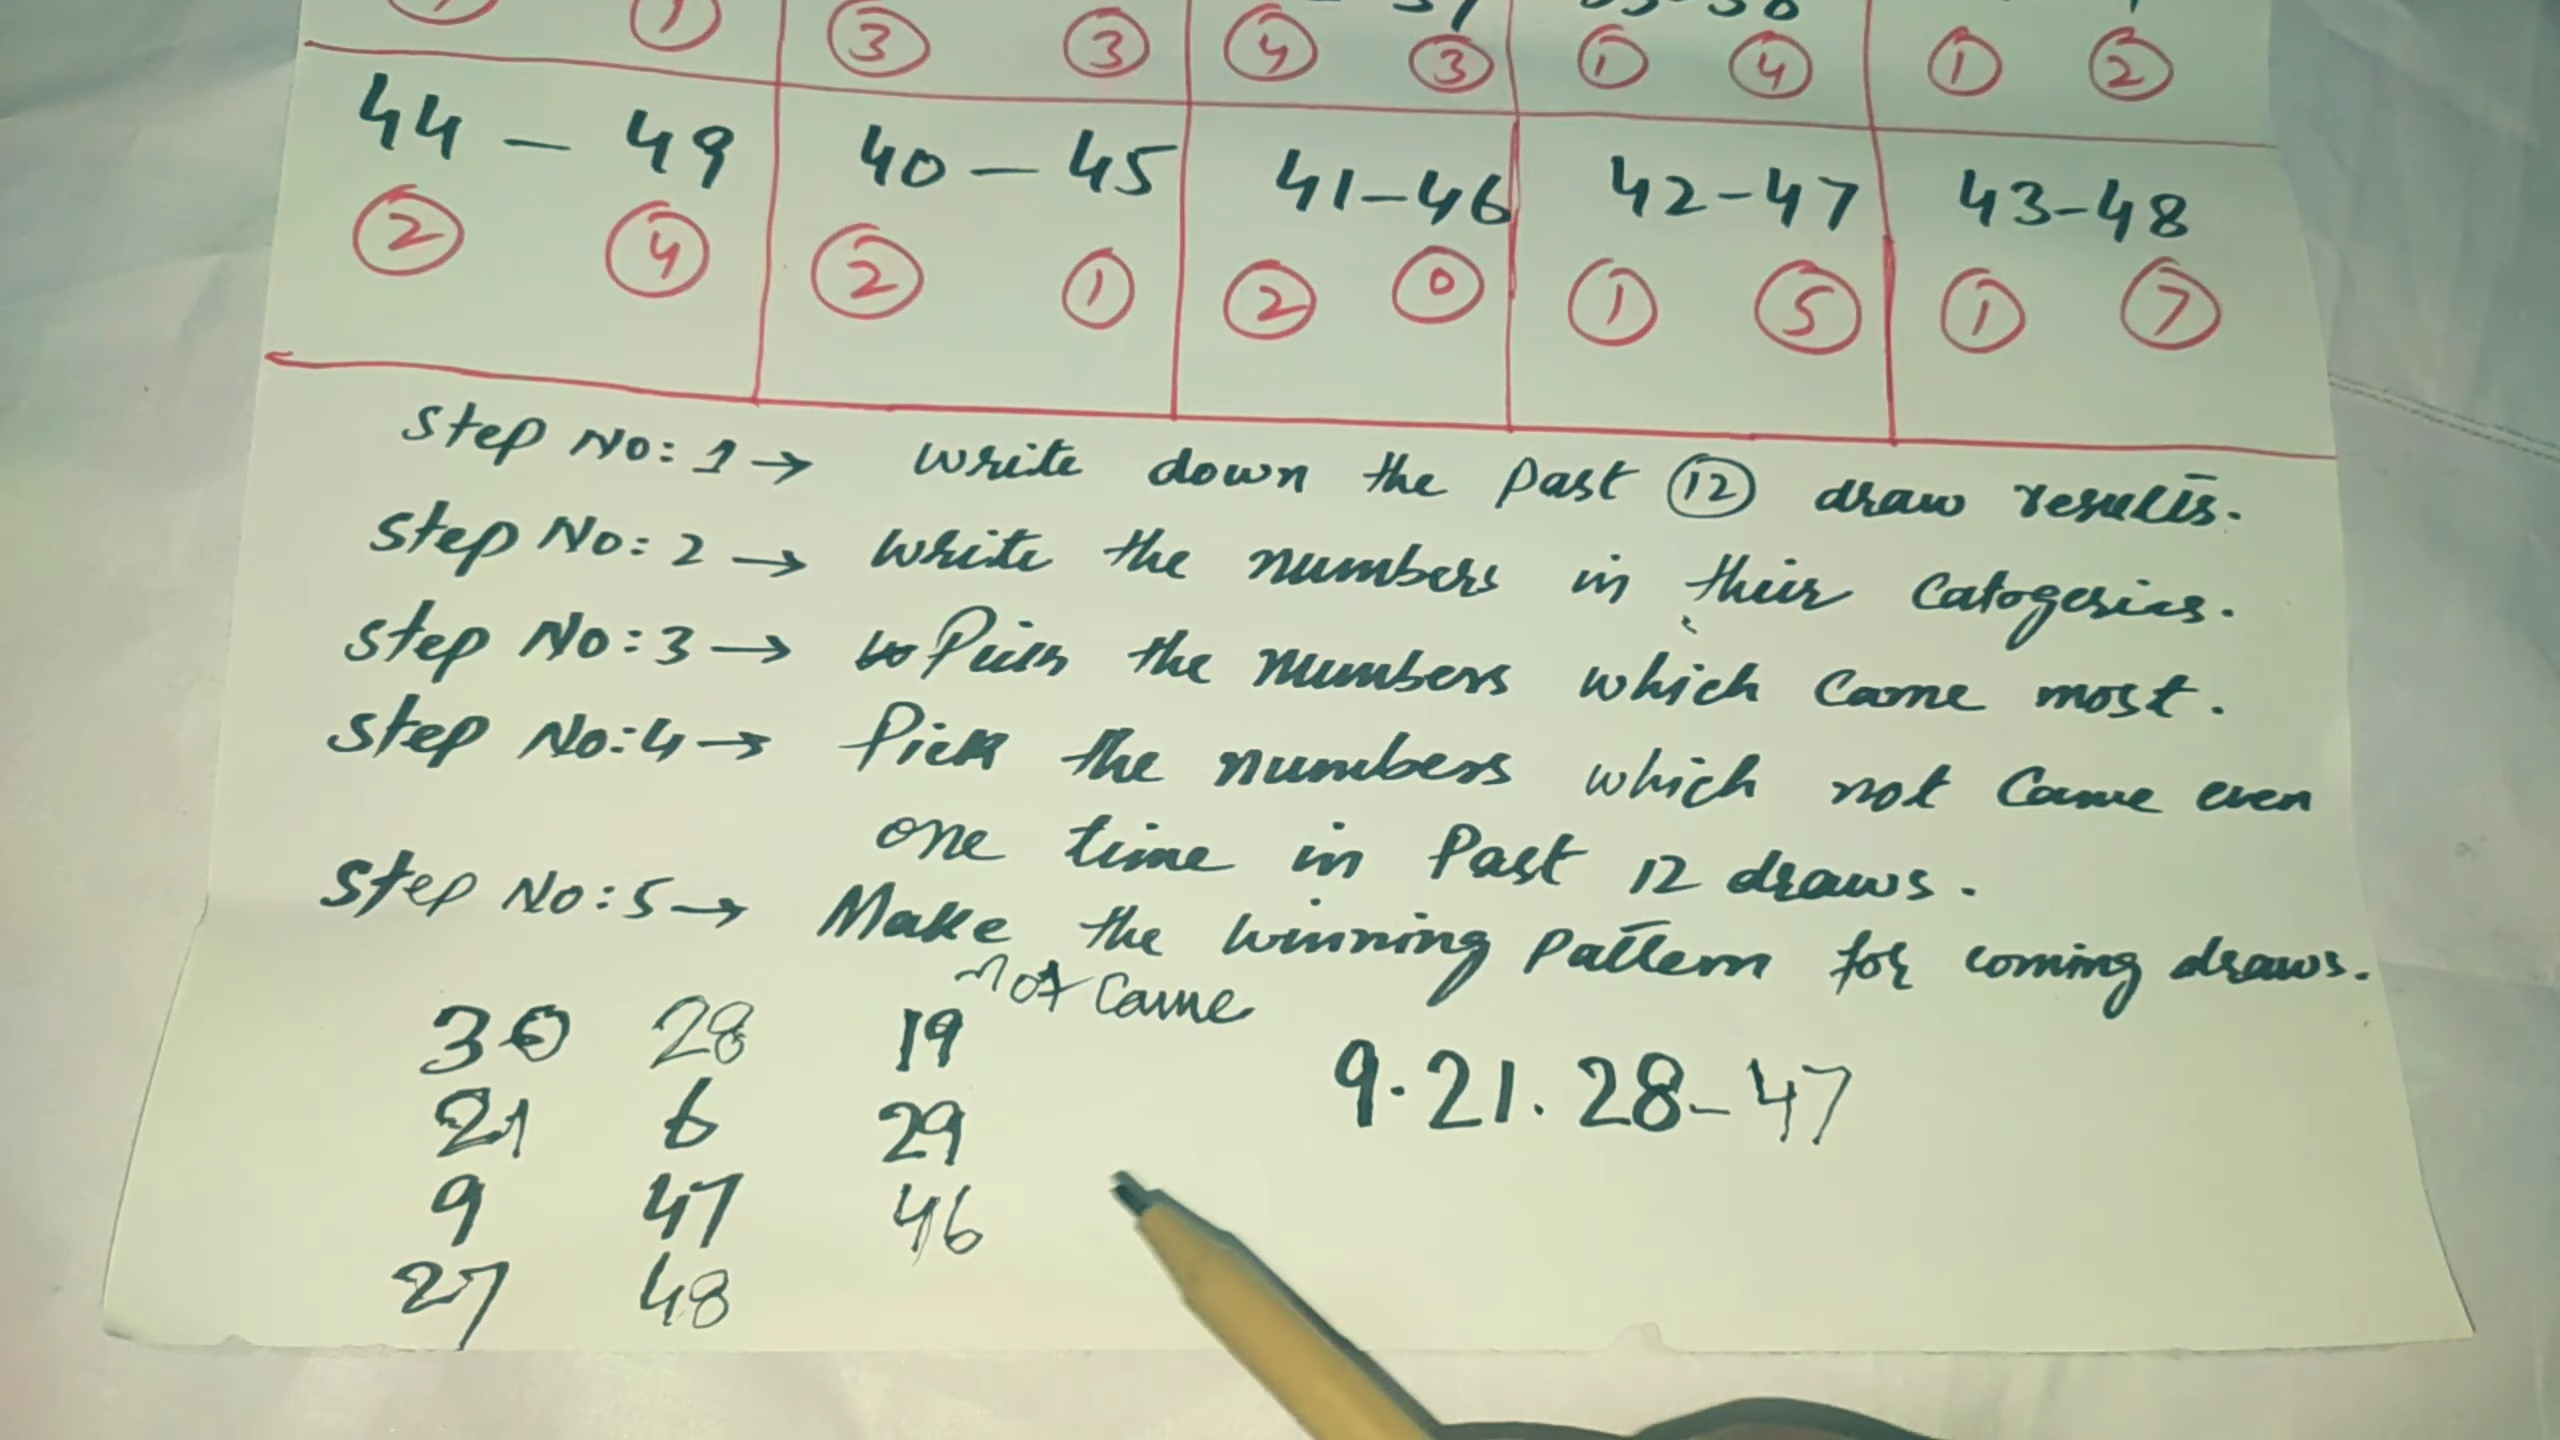 ① ③ ③ ④ ③ ① ④ ① ②
44 – 49 40 – 45 41–46 42–47 43–48
② ④ ② ① ② ⓪ ① ⑤ ① ⑦
Step No: 1 → Write down the Past ⑫ draw results.
Step No: 2 → Write the numbers in their Catogeries.
Step No: 3 → Pick the numbers which Came most.
Step No: 4 → Pick the numbers which not Came even
one time in Past 12 draws.
Step No: 5 → Make the winning Pattern for coming draws.
Not Came
30 28 19
21 6 29
9 47 46
27 48
9.21.28–47